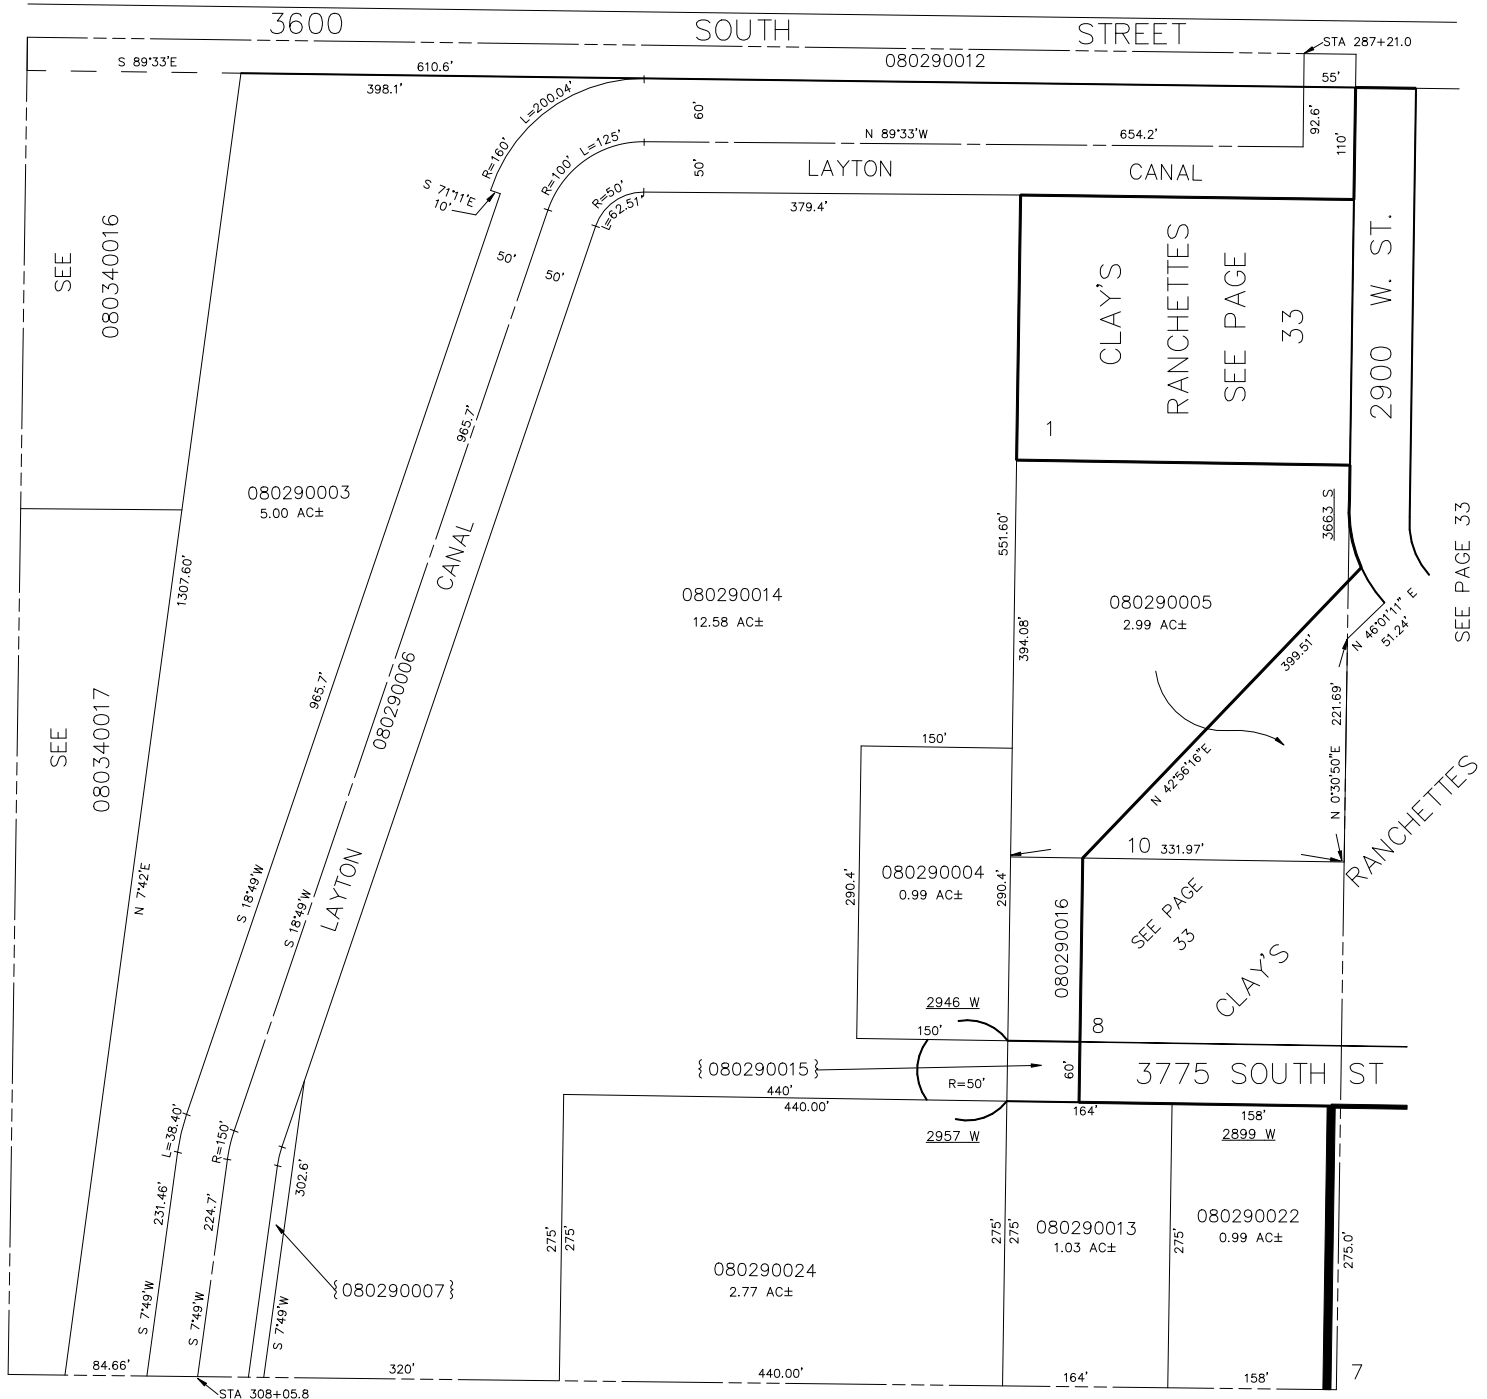 3600 SOUTH STREET
STA 287+21.0
S 89°33'E
610.6'
080290012
55'
398.1'
L=200.04'
60'
92.6'
110'
R=160'
R=100'
L=125'
N 89°33'W
654.2'
50'
LAYTON CANAL
S 71°11'E
10'
R=50'
L=62.51'
379.4'
50'
50'
SEE
080340016
CLAY'S
RANCHETTES
SEE PAGE
33
2900 W. ST.
1
965.7'
080290003
5.00 AC±
3663 S
SEE PAGE 33
551.60'
1307.60'
CANAL
080290014
12.58 AC±
080290005
2.99 AC±
N 46°01'11" E
51.24'
394.08'
399.51'
080290006
965.7'
221.69'
N 0°30'50"E
SEE
080340017
150'
N 42°56'16"E
RANCHETTES
10
331.97'
LAYTON
N 7°42'E
S 18°49'W
S 18°49'W
080290004
0.99 AC±
290.4'
290.4'
080290016
SEE PAGE
33
CLAY'S
2946 W
150'
8
080290015
R=50'
60'
3775 SOUTH ST
440'
440.00'
164'
158'
2899 W
2957 W
L=38.40'
R=150'
302.6'
231.46'
224.7'
275'
275'
275'
275'
275'
275.0'
080290013
1.03 AC±
080290022
0.99 AC±
080290024
2.77 AC±
080290007
S 7°49'W
S 7°49'W
S 7°49'W
84.66'
320'
440.00'
164'
158'
7
STA 308+05.8